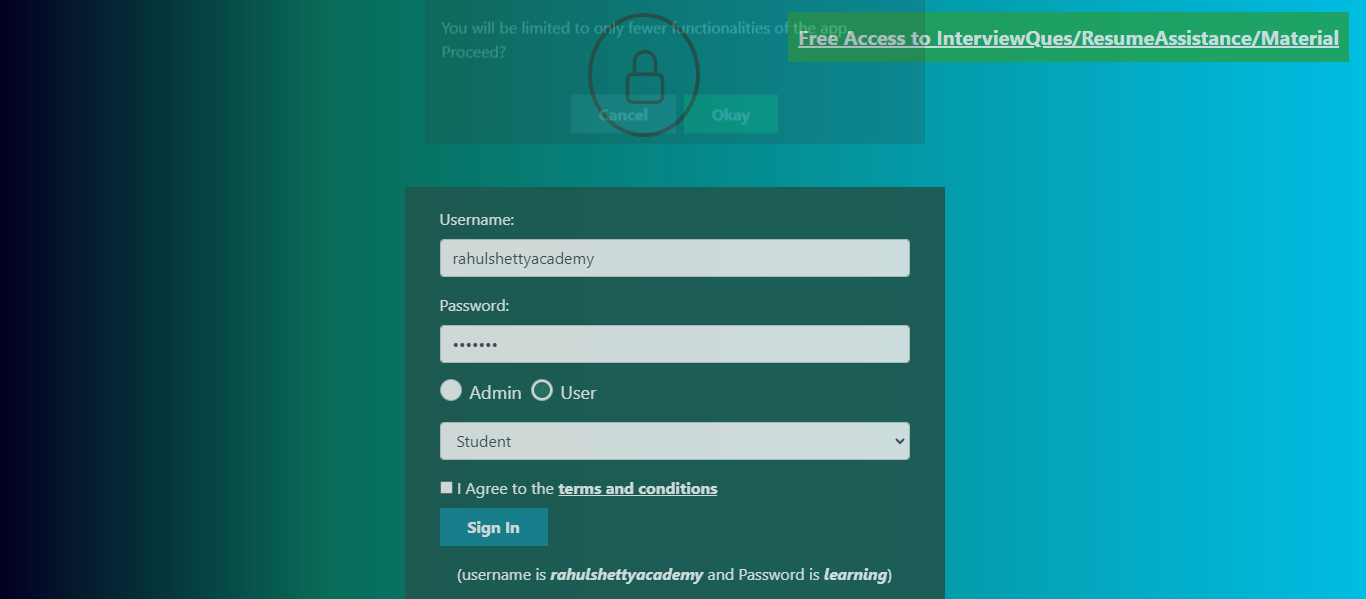 You will be limited to only fewer functionalities of the app.
Proceed?
Cancel Okay
Free Access to InterviewQues/ResumeAssistance/Material
Username:
rahulshettyacademy
Password:
•••••••
Admin User
Student
I Agree to the terms and conditions
Sign In
(username is rahulshettyacademy and Password is learning)